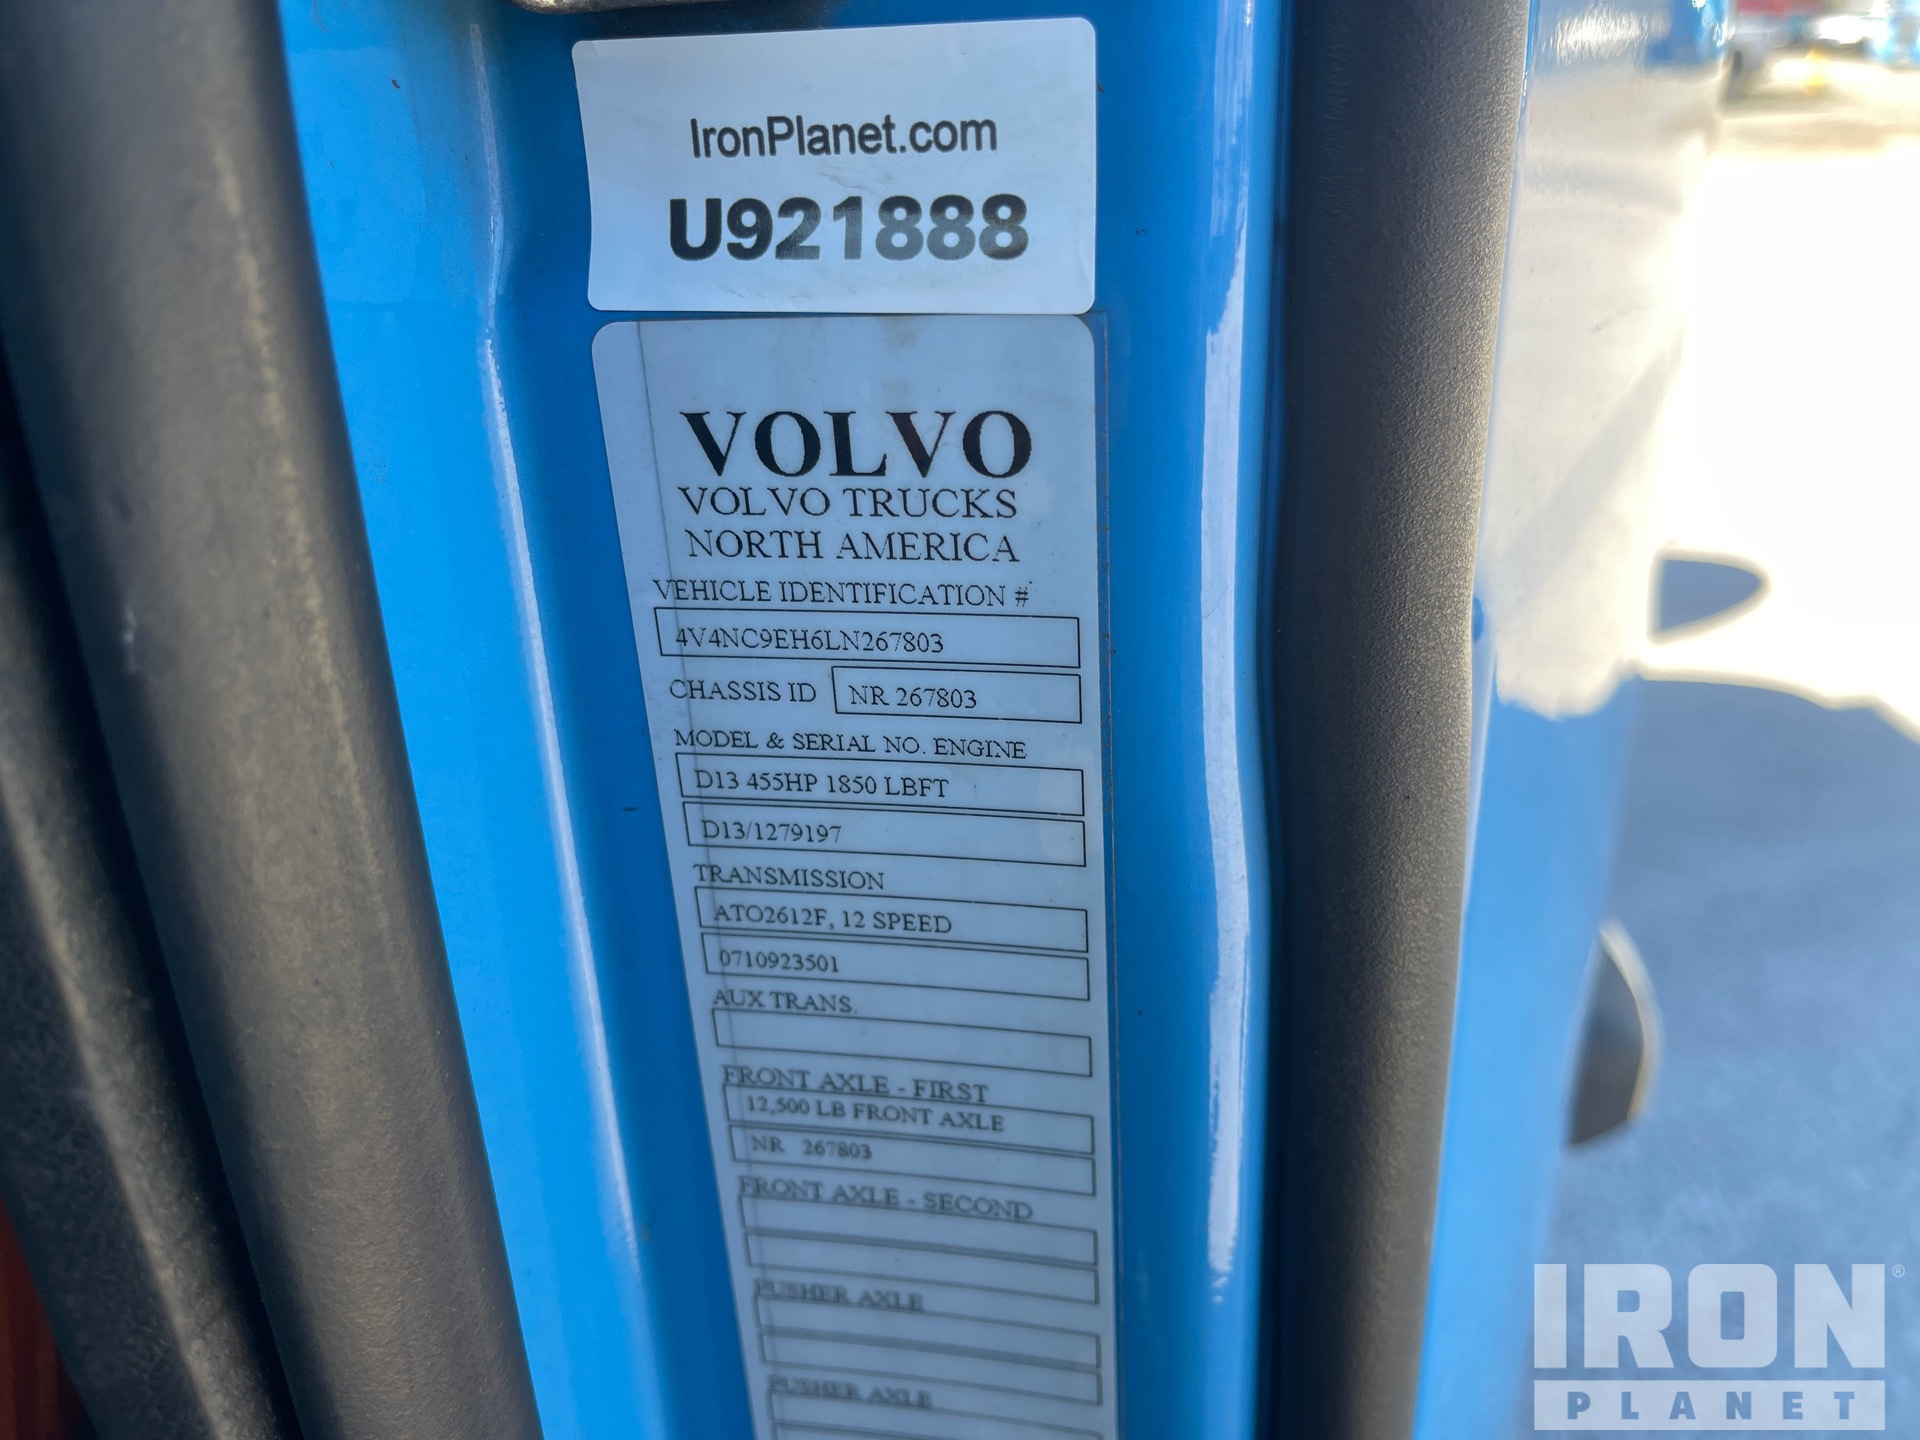 IronPlanet.com
U921888
VOLVO
VOLVO TRUCKS
NORTH AMERICA
VEHICLE IDENTIFICATION #
4V4NC9EH6LN267803
CHASSIS ID NR 267803
MODEL & SERIAL NO. ENGINE
D13 455HP 1850 LBFT
D13/1279197
TRANSMISSION
ATO2612F, 12 SPEED
0710923501
AUX TRANS.
FRONT AXLE - FIRST
12,500 LB FRONT AXLE
NR 267803
FRONT AXLE - SECOND
PUSHER AXLE
PUSHER AXLE
IRON®
PLANET